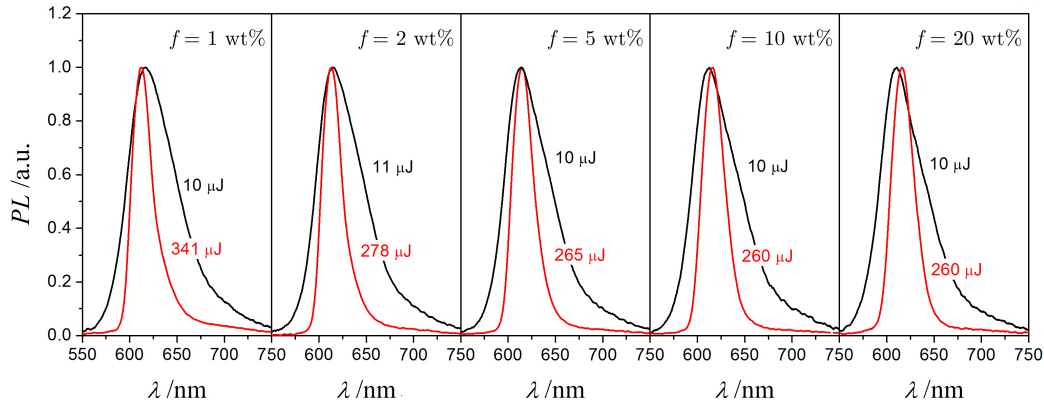 1.2
1.0
0.8
0.6
0.4
0.2
0.0
PL /a.u.
f = 1 wt%
10 μJ
341 μJ
f = 2 wt%
11 μJ
278 μJ
f = 5 wt%
10 μJ
265 μJ
f = 10 wt%
10 μJ
260 μJ
f = 20 wt%
10 μJ
260 μJ
550 600 650 700 750 600 650 700 750 600 650 700 750 600 650 700 750 600 650 700 750
λ /nm λ /nm λ /nm λ /nm λ /nm